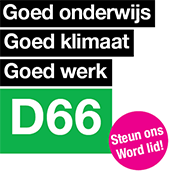 Goed onderwijs
Goed klimaat
Goed werk
D66
Steun ons
Word lid!